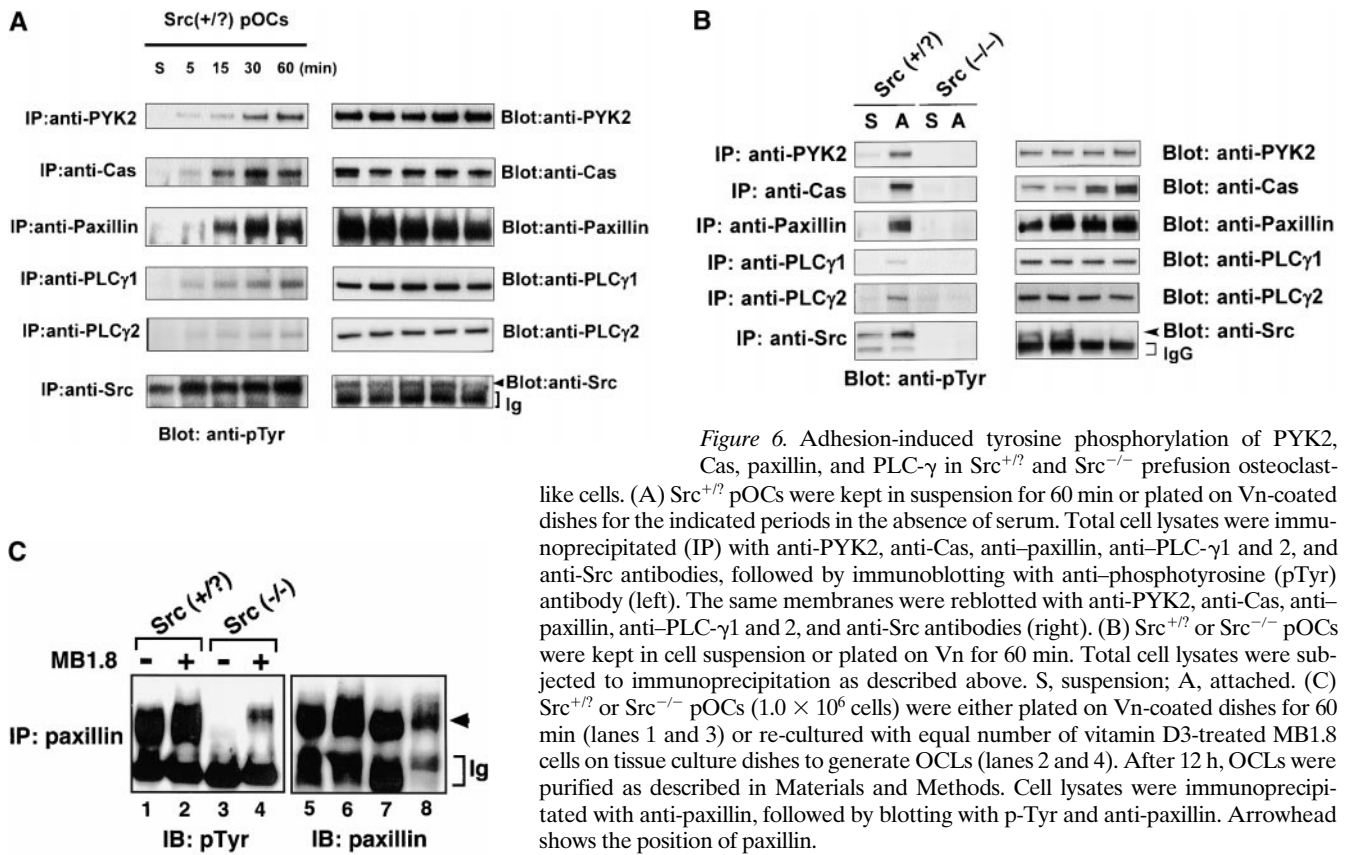 A
Src(+/?) pOCs
S 5 15 30 60 (min)
IP:anti-PYK2 Blot:anti-PYK2
IP:anti-Cas Blot:anti-Cas
IP:anti-Paxillin Blot:anti-Paxillin
IP:anti-PLCγ1 Blot:anti-PLCγ1
IP:anti-PLCγ2 Blot:anti-PLCγ2
IP:anti-Src Blot:anti-Src
Ig
Blot: anti-pTyr
B
Src (+/?) Src (−/−)
S A S A
IP: anti-PYK2 Blot: anti-PYK2
IP: anti-Cas Blot: anti-Cas
IP: anti-Paxillin Blot: anti-Paxillin
IP: anti-PLCγ1 Blot: anti-PLCγ1
IP: anti-PLCγ2 Blot: anti-PLCγ2
IP: anti-Src Blot: anti-Src
IgG
Blot: anti-pTyr
C
Src (+/?) Src (-/-)
MB1.8 - + - +
IP: paxillin
Ig
1 2 3 4 5 6 7 8
IB: pTyr IB: paxillin
Figure 6. Adhesion-induced tyrosine phosphorylation of PYK2,
Cas, paxillin, and PLC-γ in Src+/? and Src−/− prefusion osteoclast-
like cells. (A) Src+/? pOCs were kept in suspension for 60 min or plated on Vn-coated
dishes for the indicated periods in the absence of serum. Total cell lysates were immu-
noprecipitated (IP) with anti-PYK2, anti-Cas, anti–paxillin, anti–PLC-γ1 and 2, and
anti-Src antibodies, followed by immunoblotting with anti–phosphotyrosine (pTyr)
antibody (left). The same membranes were reblotted with anti-PYK2, anti-Cas, anti–
paxillin, anti–PLC-γ1 and 2, and anti-Src antibodies (right). (B) Src+/? or Src−/− pOCs
were kept in cell suspension or plated on Vn for 60 min. Total cell lysates were sub-
jected to immunoprecipitation as described above. S, suspension; A, attached. (C)
Src+/? or Src−/− pOCs (1.0 × 10⁶ cells) were either plated on Vn-coated dishes for 60
min (lanes 1 and 3) or re-cultured with equal number of vitamin D3-treated MB1.8
cells on tissue culture dishes to generate OCLs (lanes 2 and 4). After 12 h, OCLs were
purified as described in Materials and Methods. Cell lysates were immunoprecipi-
tated with anti-paxillin, followed by blotting with p-Tyr and anti-paxillin. Arrowhead
shows the position of paxillin.